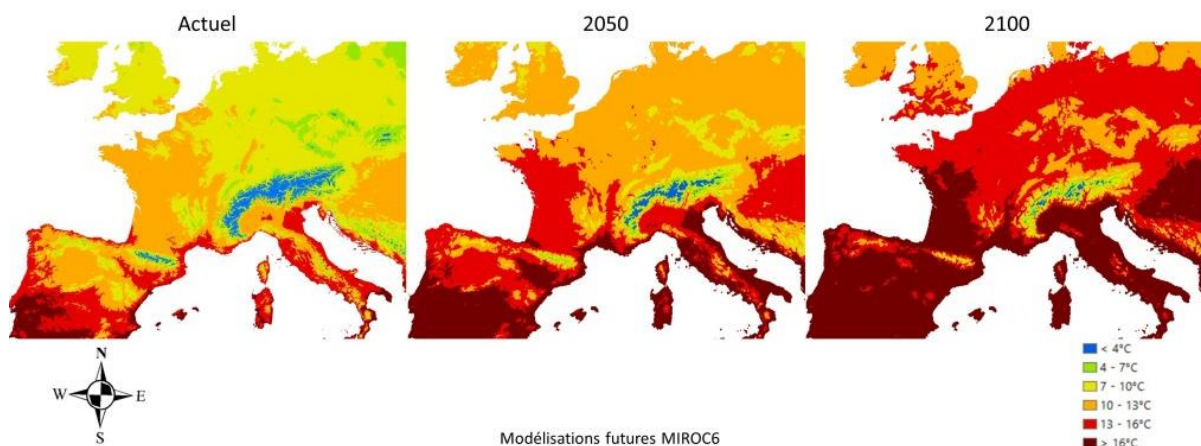 Actuel
2050
2100
N
W
E
S
< 4°C
4 - 7°C
7 - 10°C
10 - 13°C
13 - 16°C
> 16°C
Modélisations futures MIROC6